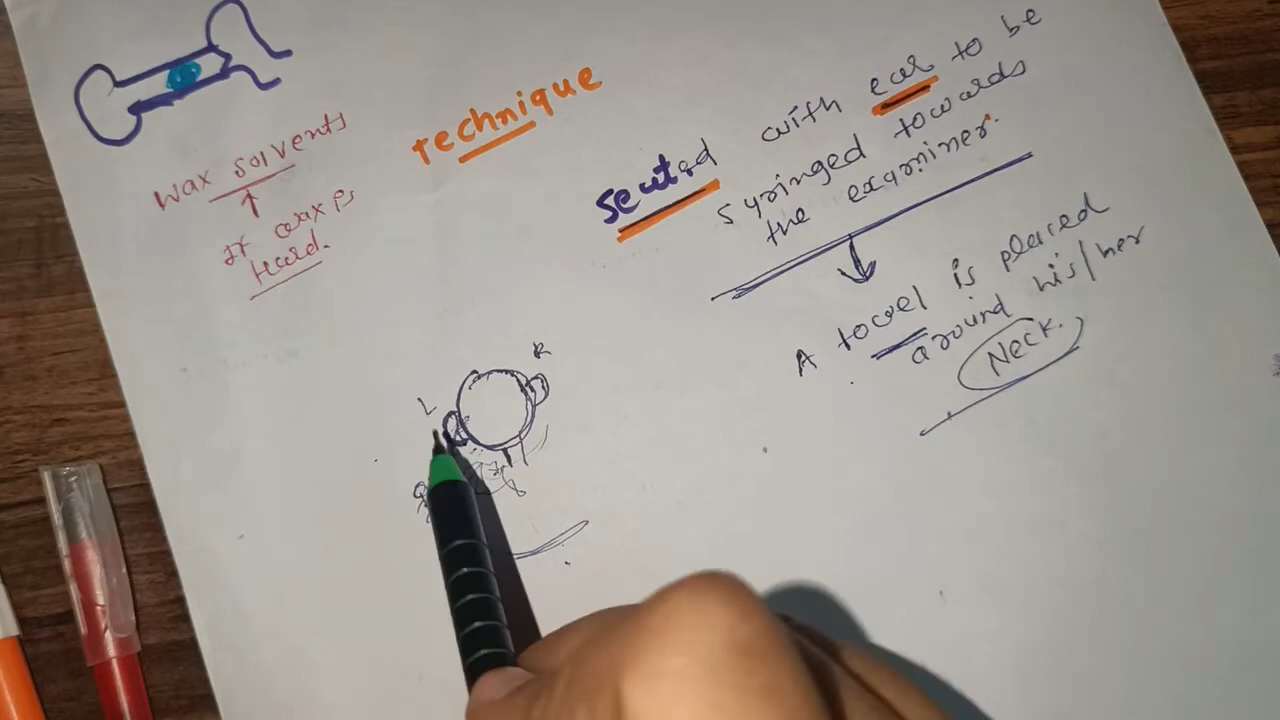 technique
Wax solvents
If wax is
Hard.
Seated with ear to be
syringed towards
the examiner.
A towel is placed
around his/her
Neck.
R
L